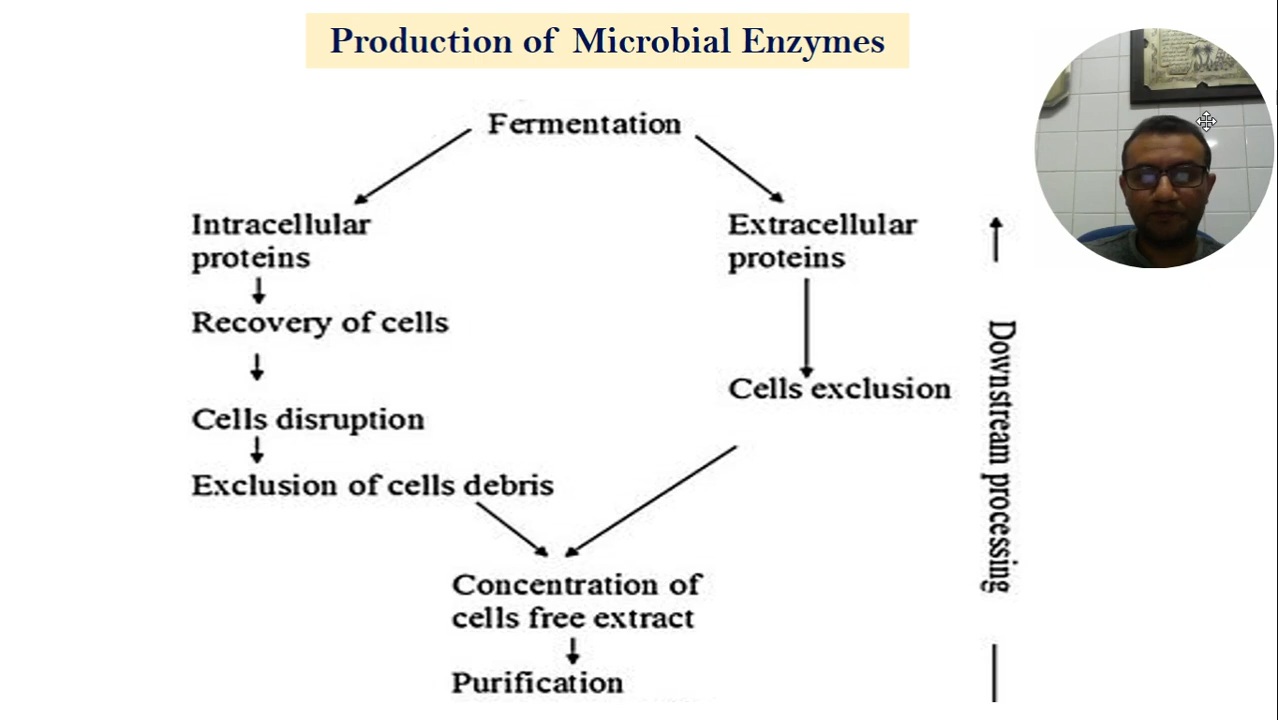 Production of Microbial Enzymes
Fermentation
Intracellular
proteins
Extracellular
proteins
Recovery of cells
Cells exclusion
Cells disruption
Exclusion of cells debris
Concentration of
cells free extract
Purification
Downstream processing